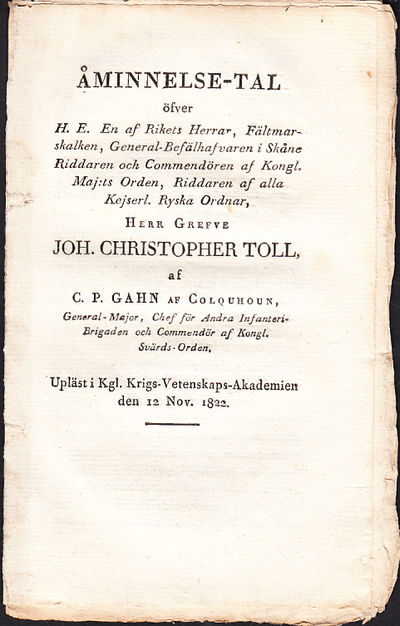 ÅMINNELSE-TAL
öfver
H. E. En af Rikets Herrar, Fältmar-
skalken, General-Befälhafvaren i Skåne
Riddaren och Commendören af Kongl.
Maj:ts Orden, Riddaren af alla
Kejserl. Ryska Ordnar,
HERR GREFVE
JOH. CHRISTOPHER TOLL,
af
C. P. GAHN AF COLQUHOUN,
General-Major, Chef för Andra Infanteri-
Brigaden och Commendör af Kongl.
Svärds-Orden.
Upläst i Kgl. Krigs-Vetenskaps-Akademien
den 12 Nov. 1822.